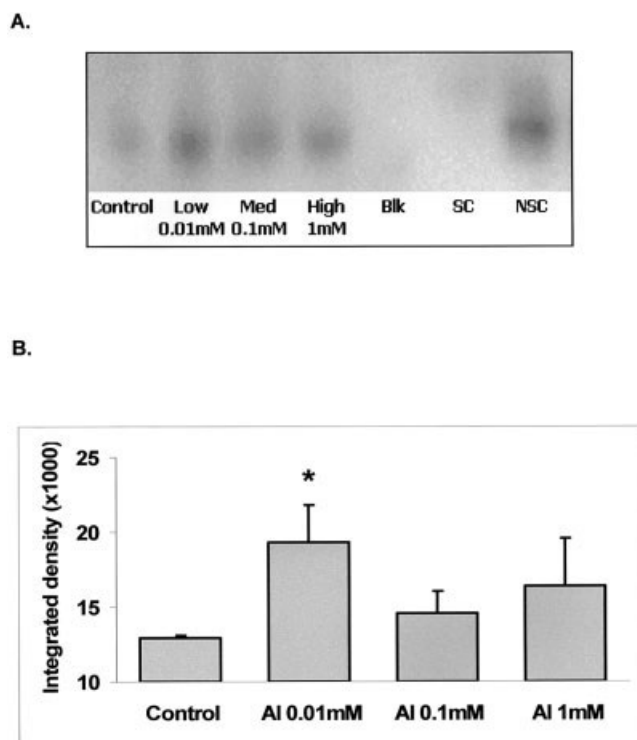 A.
Control Low Med High Blk SC NSC
0.01mM 0.1mM 1mM
B.
Integrated density (x1000)
25
20
15
10
*
Control Al 0.01mM Al 0.1mM Al 1mM